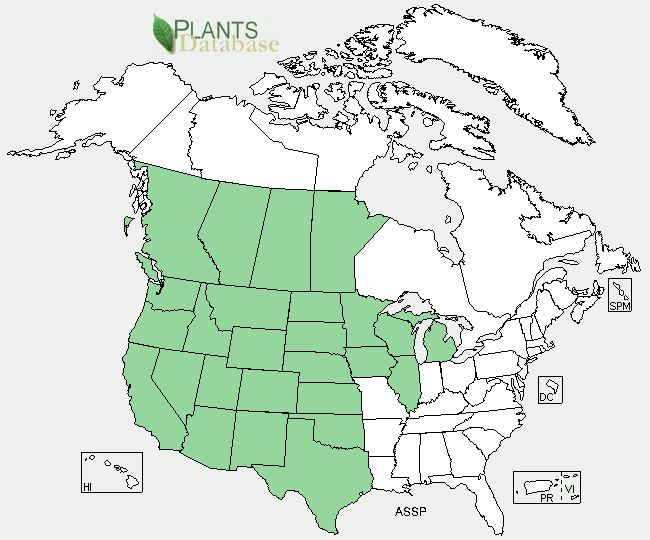 PLANTS
Database
SPM
DC
HI
PR
VI
ASSP